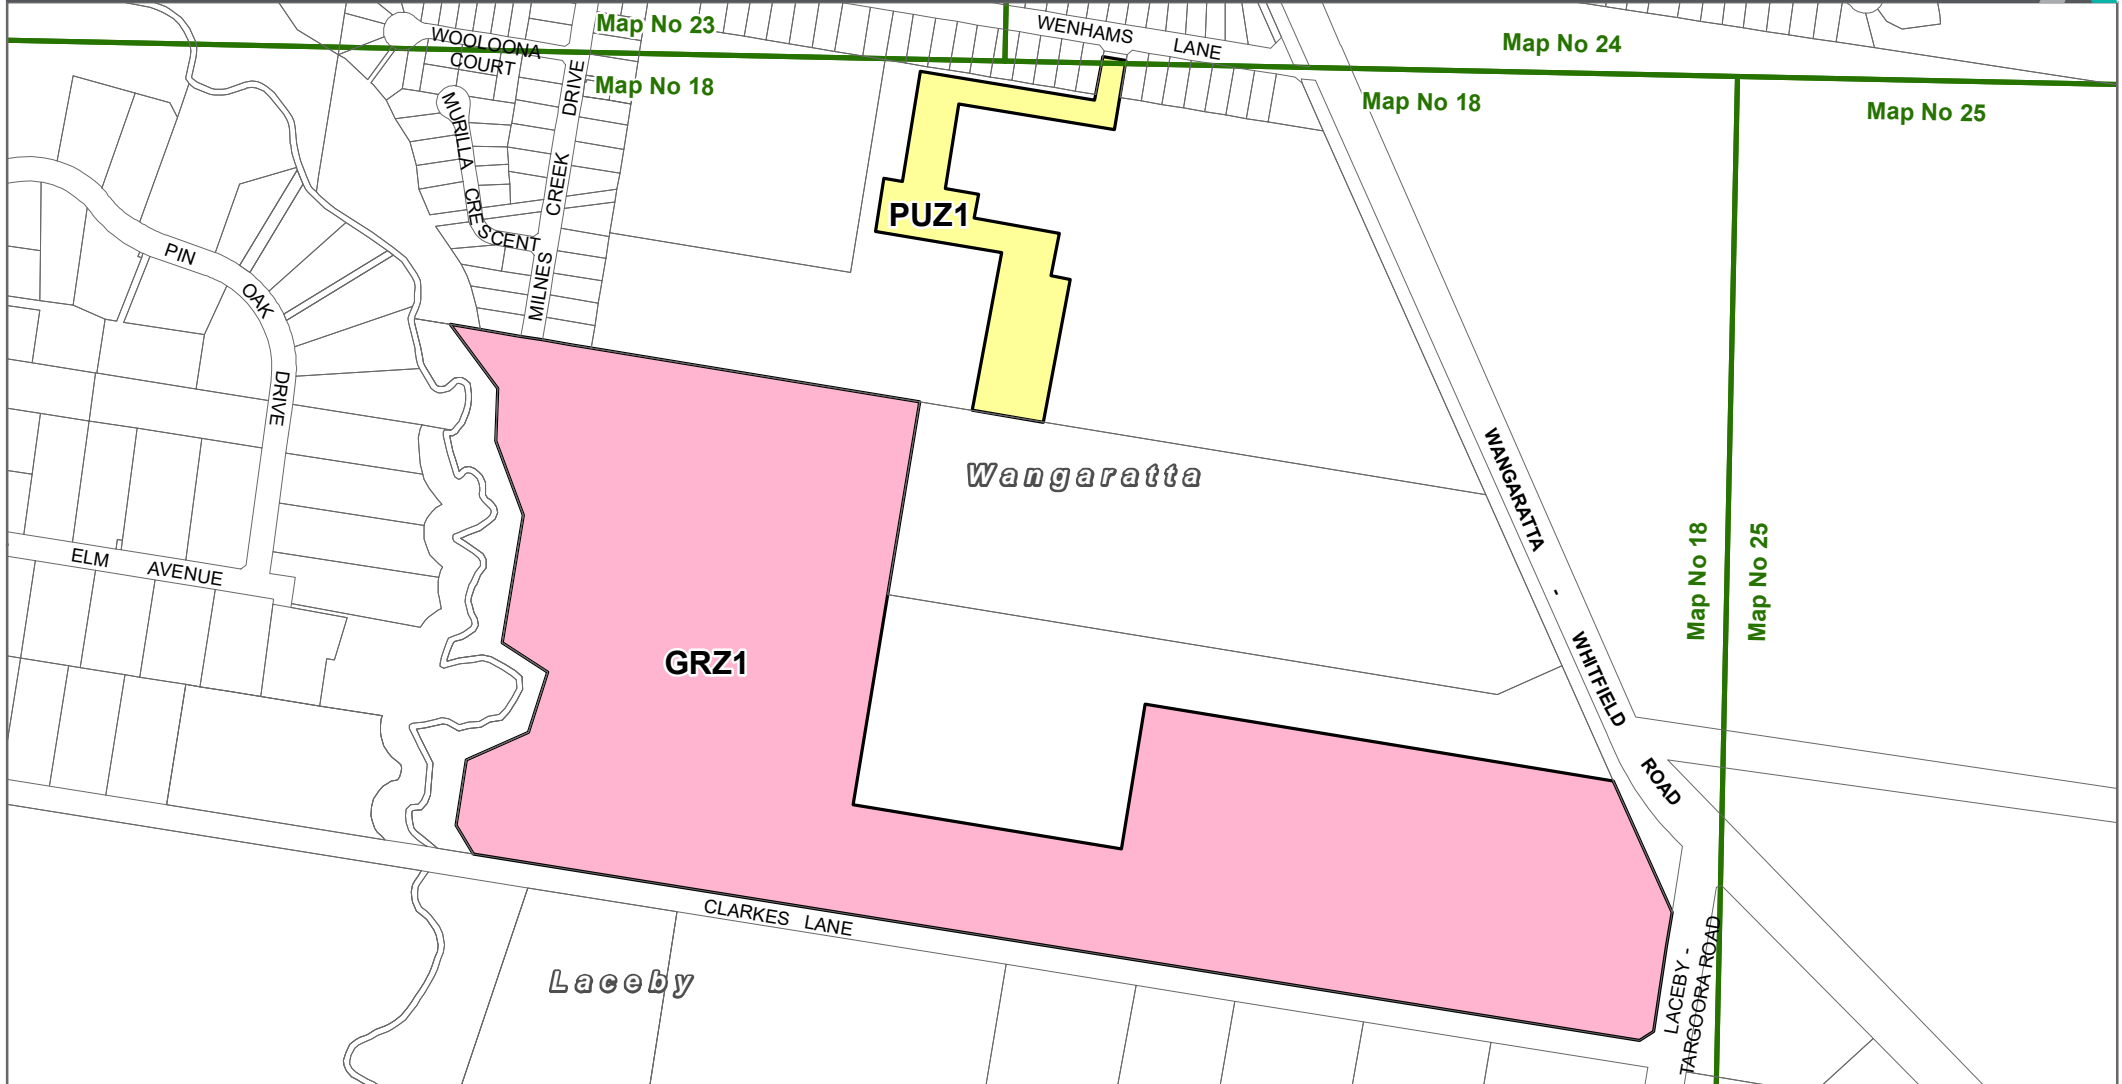 Map No 23
WENHAMS LANE
Map No 24
WOOLOONA
COURT
Map No 18
Map No 18
Map No 25
MURILLA CRESCENT
MILNES CREEK DRIVE
PUZ1
PIN OAK DRIVE
Wangaratta
WANGARATTA - WHITFIELD ROAD
Map No 18
Map No 25
ELM AVENUE
GRZ1
CLARKES LANE
Laceby
LACEBY -
TARGOORA ROAD